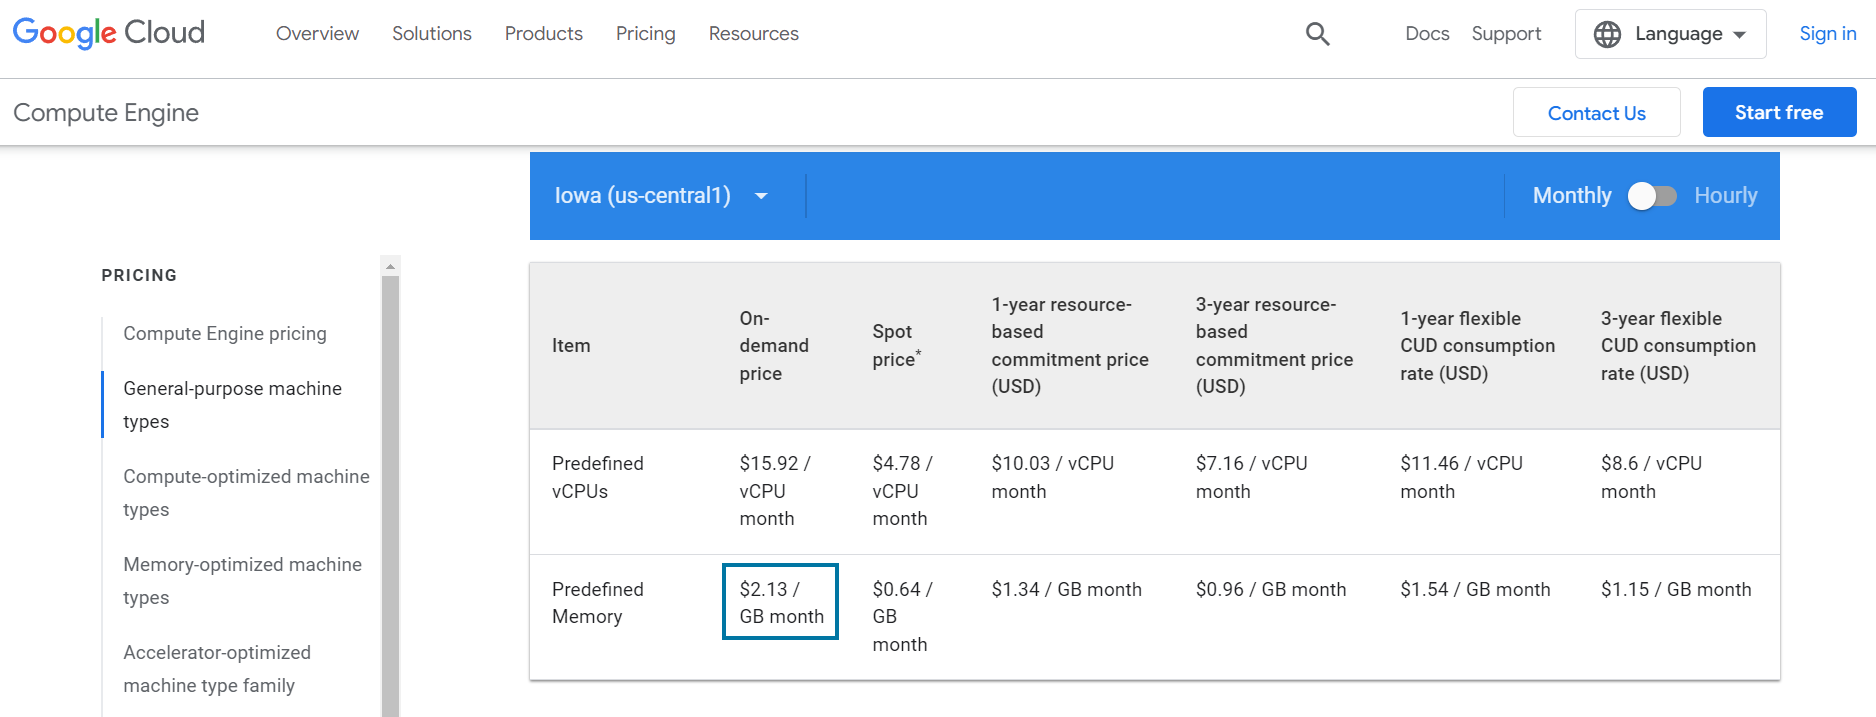 Google Cloud Overview Solutions Products Pricing Resources Docs Support Language Sign in
Compute Engine Contact Us Start free
Iowa (us-central1) Monthly Hourly
PRICING
Compute Engine pricing
General-purpose machine
types
Compute-optimized machine
types
Memory-optimized machine
types
Accelerator-optimized
machine type family
Item
On-
demand
price
Spot
price*
1-year resource-
based
commitment price
(USD)
3-year resource-
based
commitment price
(USD)
1-year flexible
CUD consumption
rate (USD)
3-year flexible
CUD consumption
rate (USD)
Predefined
vCPUs
$15.92 /
vCPU
month
$4.78 /
vCPU
month
$10.03 / vCPU
month
$7.16 / vCPU
month
$11.46 / vCPU
month
$8.6 / vCPU
month
Predefined
Memory
$2.13 /
GB month
$0.64 /
GB
month
$1.34 / GB month
$0.96 / GB month
$1.54 / GB month
$1.15 / GB month